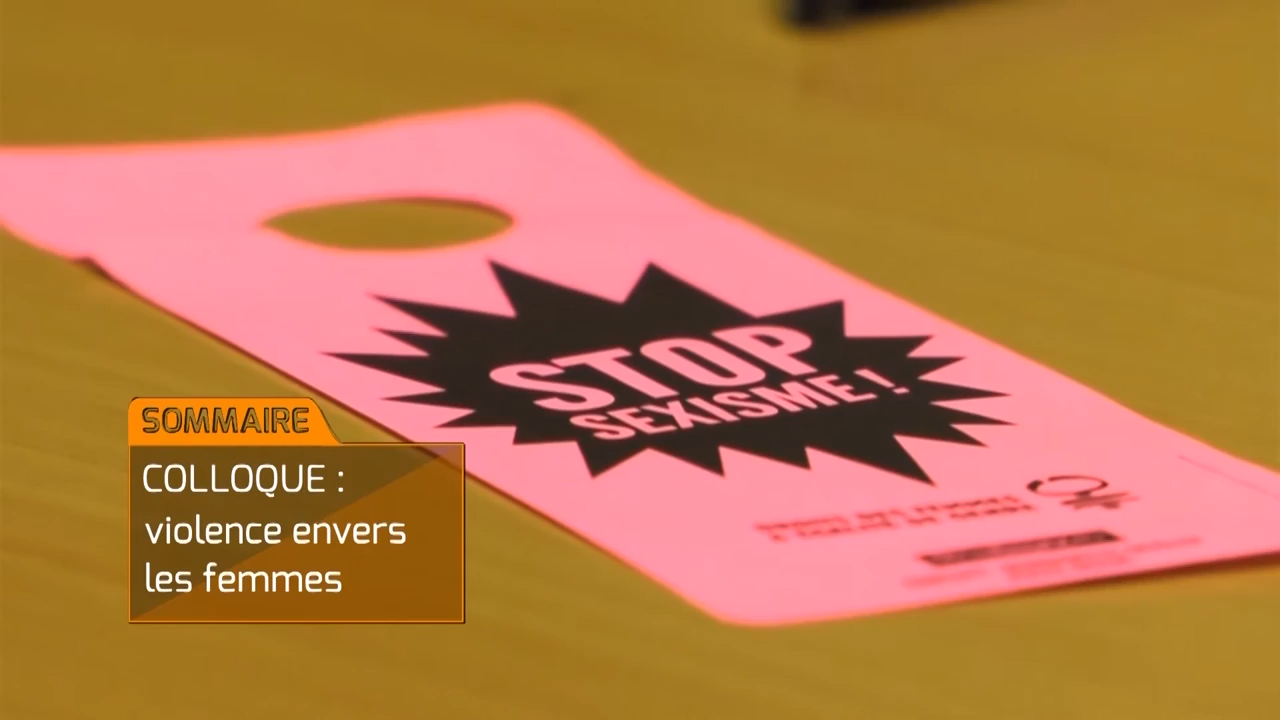 STOP
SEXISME !
SOMMAIRE
COLLOQUE :
violence envers
les femmes